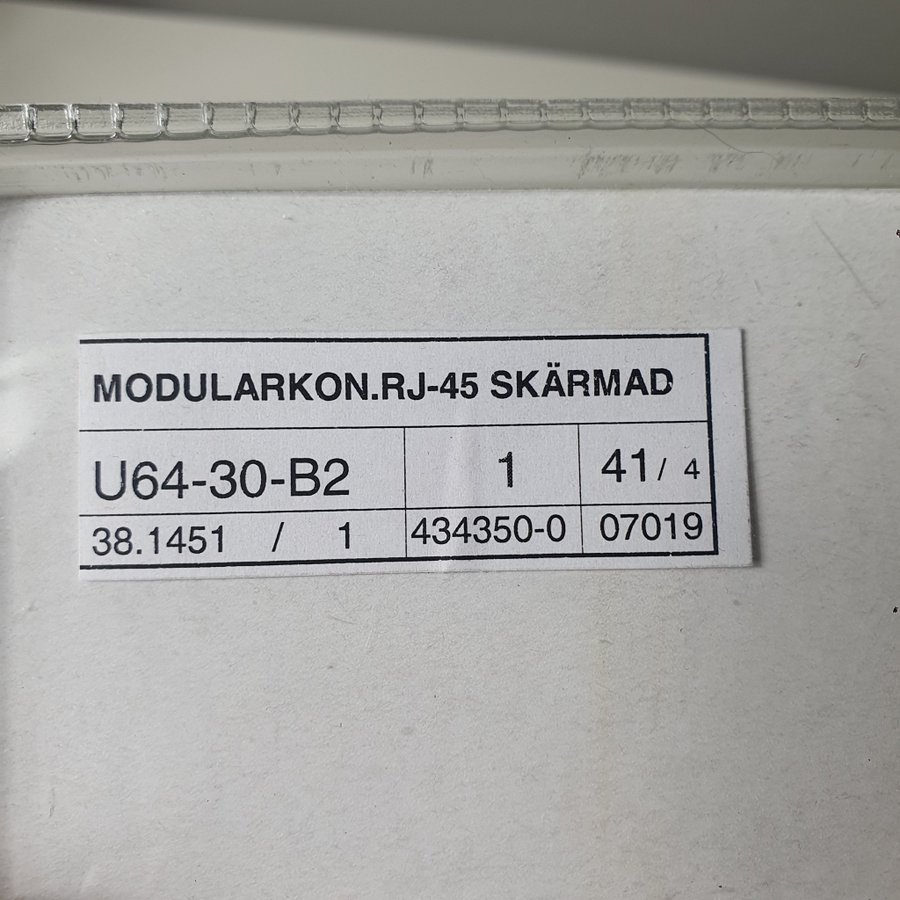 MODULARKON.RJ-45 SKÄRMAD
U64-30-B2 1 41/ 4
38.1451 / 1 434350-0 07019